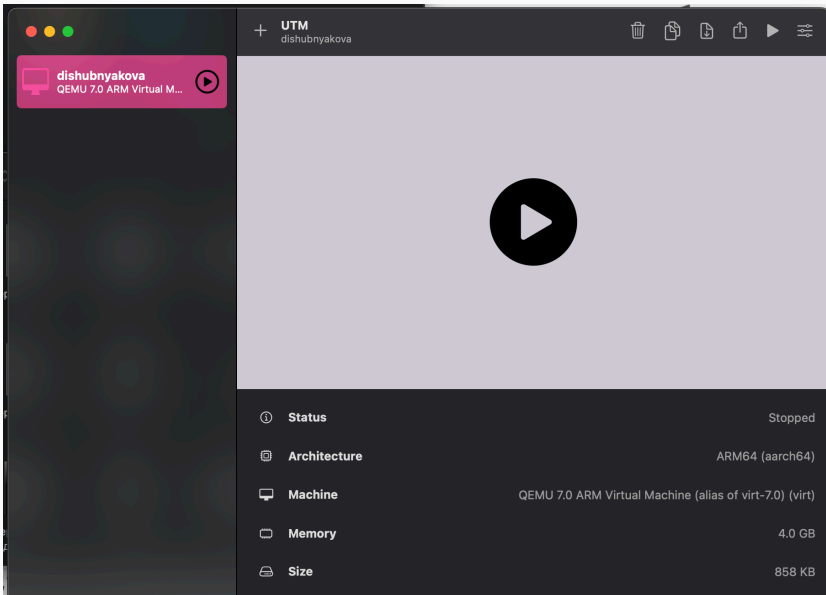 UTM
dishubnyakova
dishubnyakova
QEMU 7.0 ARM Virtual M...
Status Stopped
Architecture ARM64 (aarch64)
Machine QEMU 7.0 ARM Virtual Machine (alias of virt-7.0) (virt)
Memory 4.0 GB
Size 858 KB